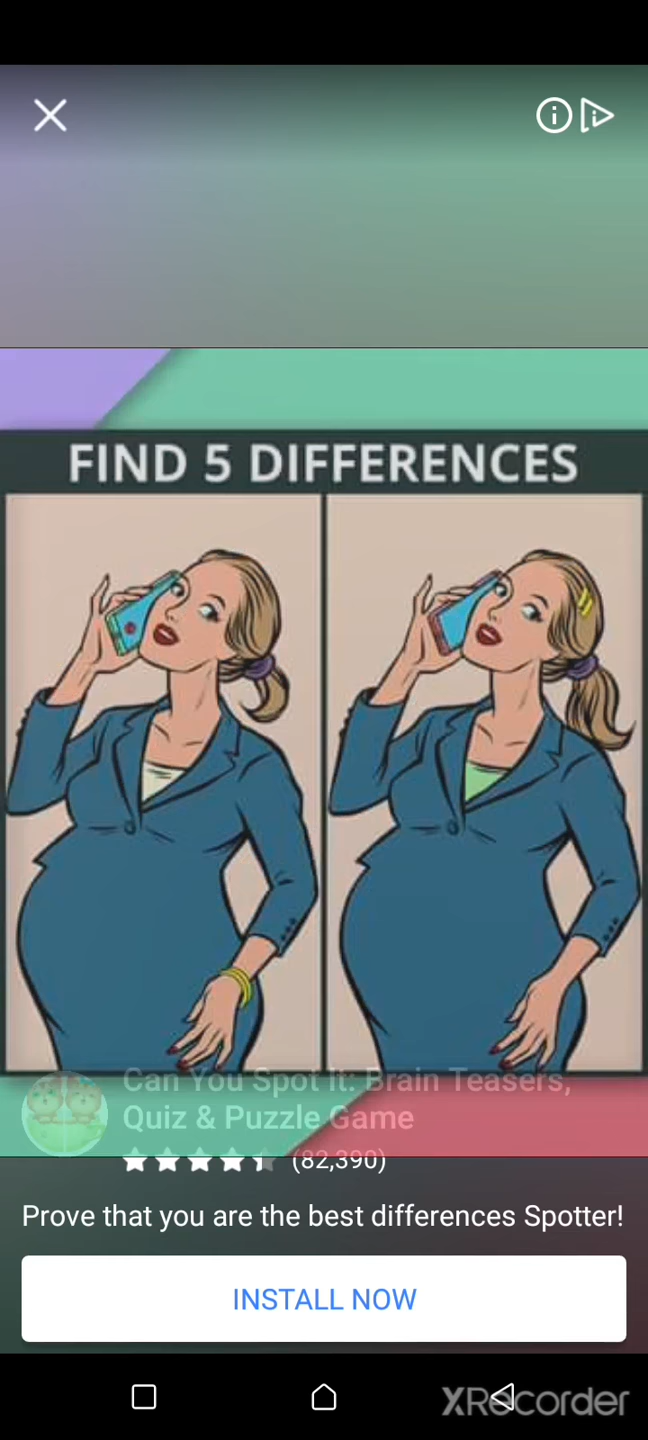 FIND 5 DIFFERENCES
Can You Spot It: Brain Teasers,
Quiz & Puzzle Game
(82,390)
Prove that you are the best differences Spotter!
INSTALL NOW
XRecorder